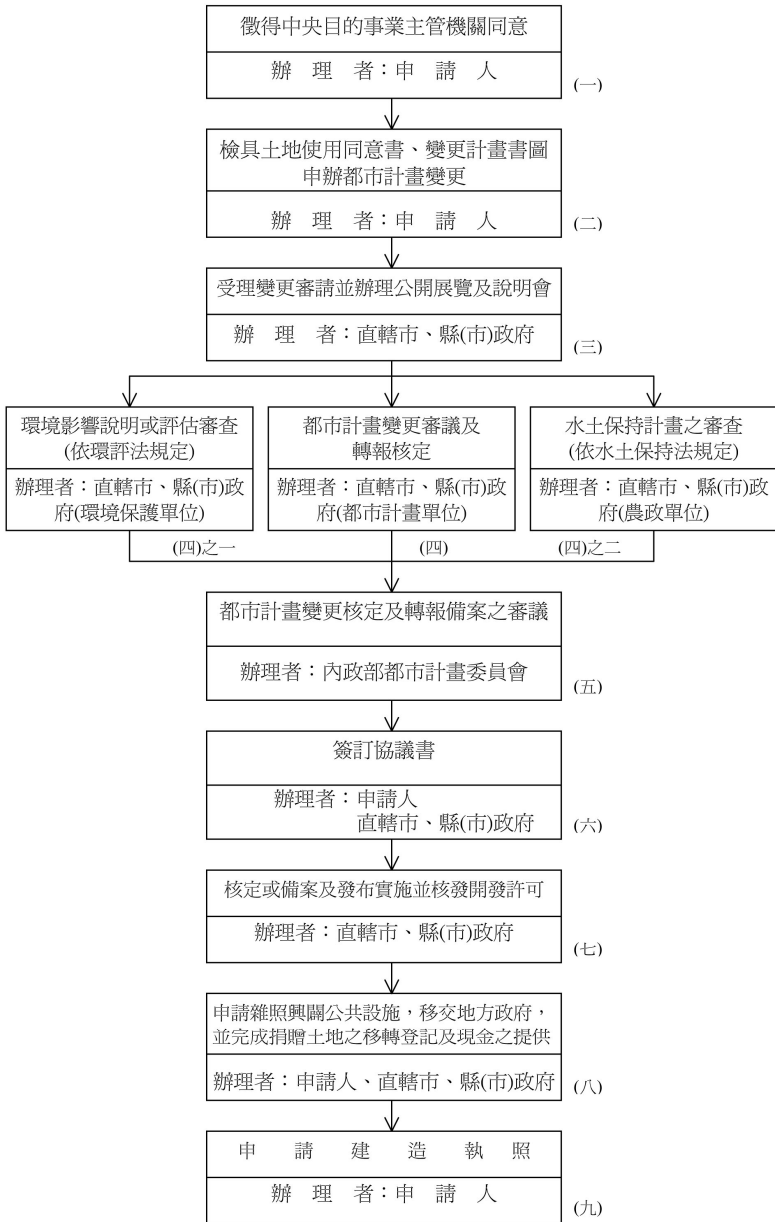 徵得中央目的事業主管機關同意
辦理者：申請人
(一)
檢具土地使用同意書、變更計畫書圖
申辦都市計畫變更
辦理者：申請人
(二)
受理變更審請並辦理公開展覽及說明會
辦理者：直轄市、縣(市)政府
(三)
環境影響說明或評估審查
(依環評法規定)
辦理者：直轄市、縣(市)政
府(環境保護單位)
(四)之一
都市計畫變更審議及
轉報核定
辦理者：直轄市、縣(市)政
府(都市計畫單位)
(四)
水土保持計畫之審查
(依水土保持法規定)
辦理者：直轄市、縣(市)政
府(農政單位)
(四)之二
都市計畫變更核定及轉報備案之審議
辦理者：內政部都市計畫委員會
(五)
簽訂協議書
辦理者：申請人
直轄市、縣(市)政府
(六)
核定或備案及發布實施並核發開發許可
辦理者：直轄市、縣(市)政府
(七)
申請雜照興闢公共設施，移交地方政府，
並完成捐贈土地之移轉登記及現金之提供
辦理者：申請人、直轄市、縣(市)政府
(八)
申請建造執照
辦理者：申請人
(九)